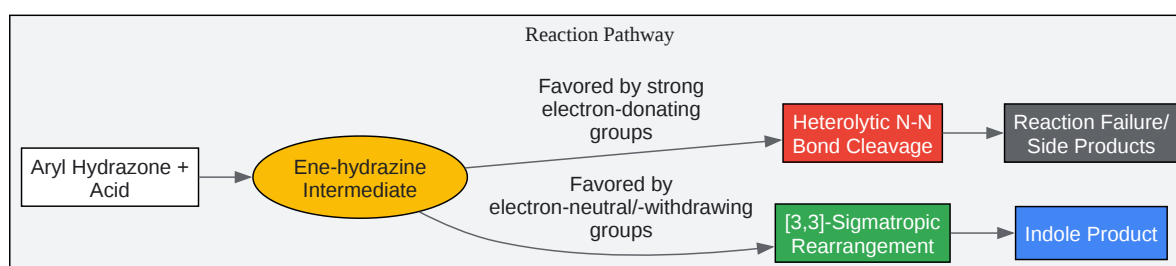 Reaction Pathway
Aryl Hydrazone +
Acid
Ene-hydrazine
Intermediate
Favored by strong
electron-donating
groups
Heterolytic N-N
Bond Cleavage
Reaction Failure/
Side Products
Favored by
electron-neutral/-withdrawing
groups
[3,3]-Sigmatropic
Rearrangement
Indole Product